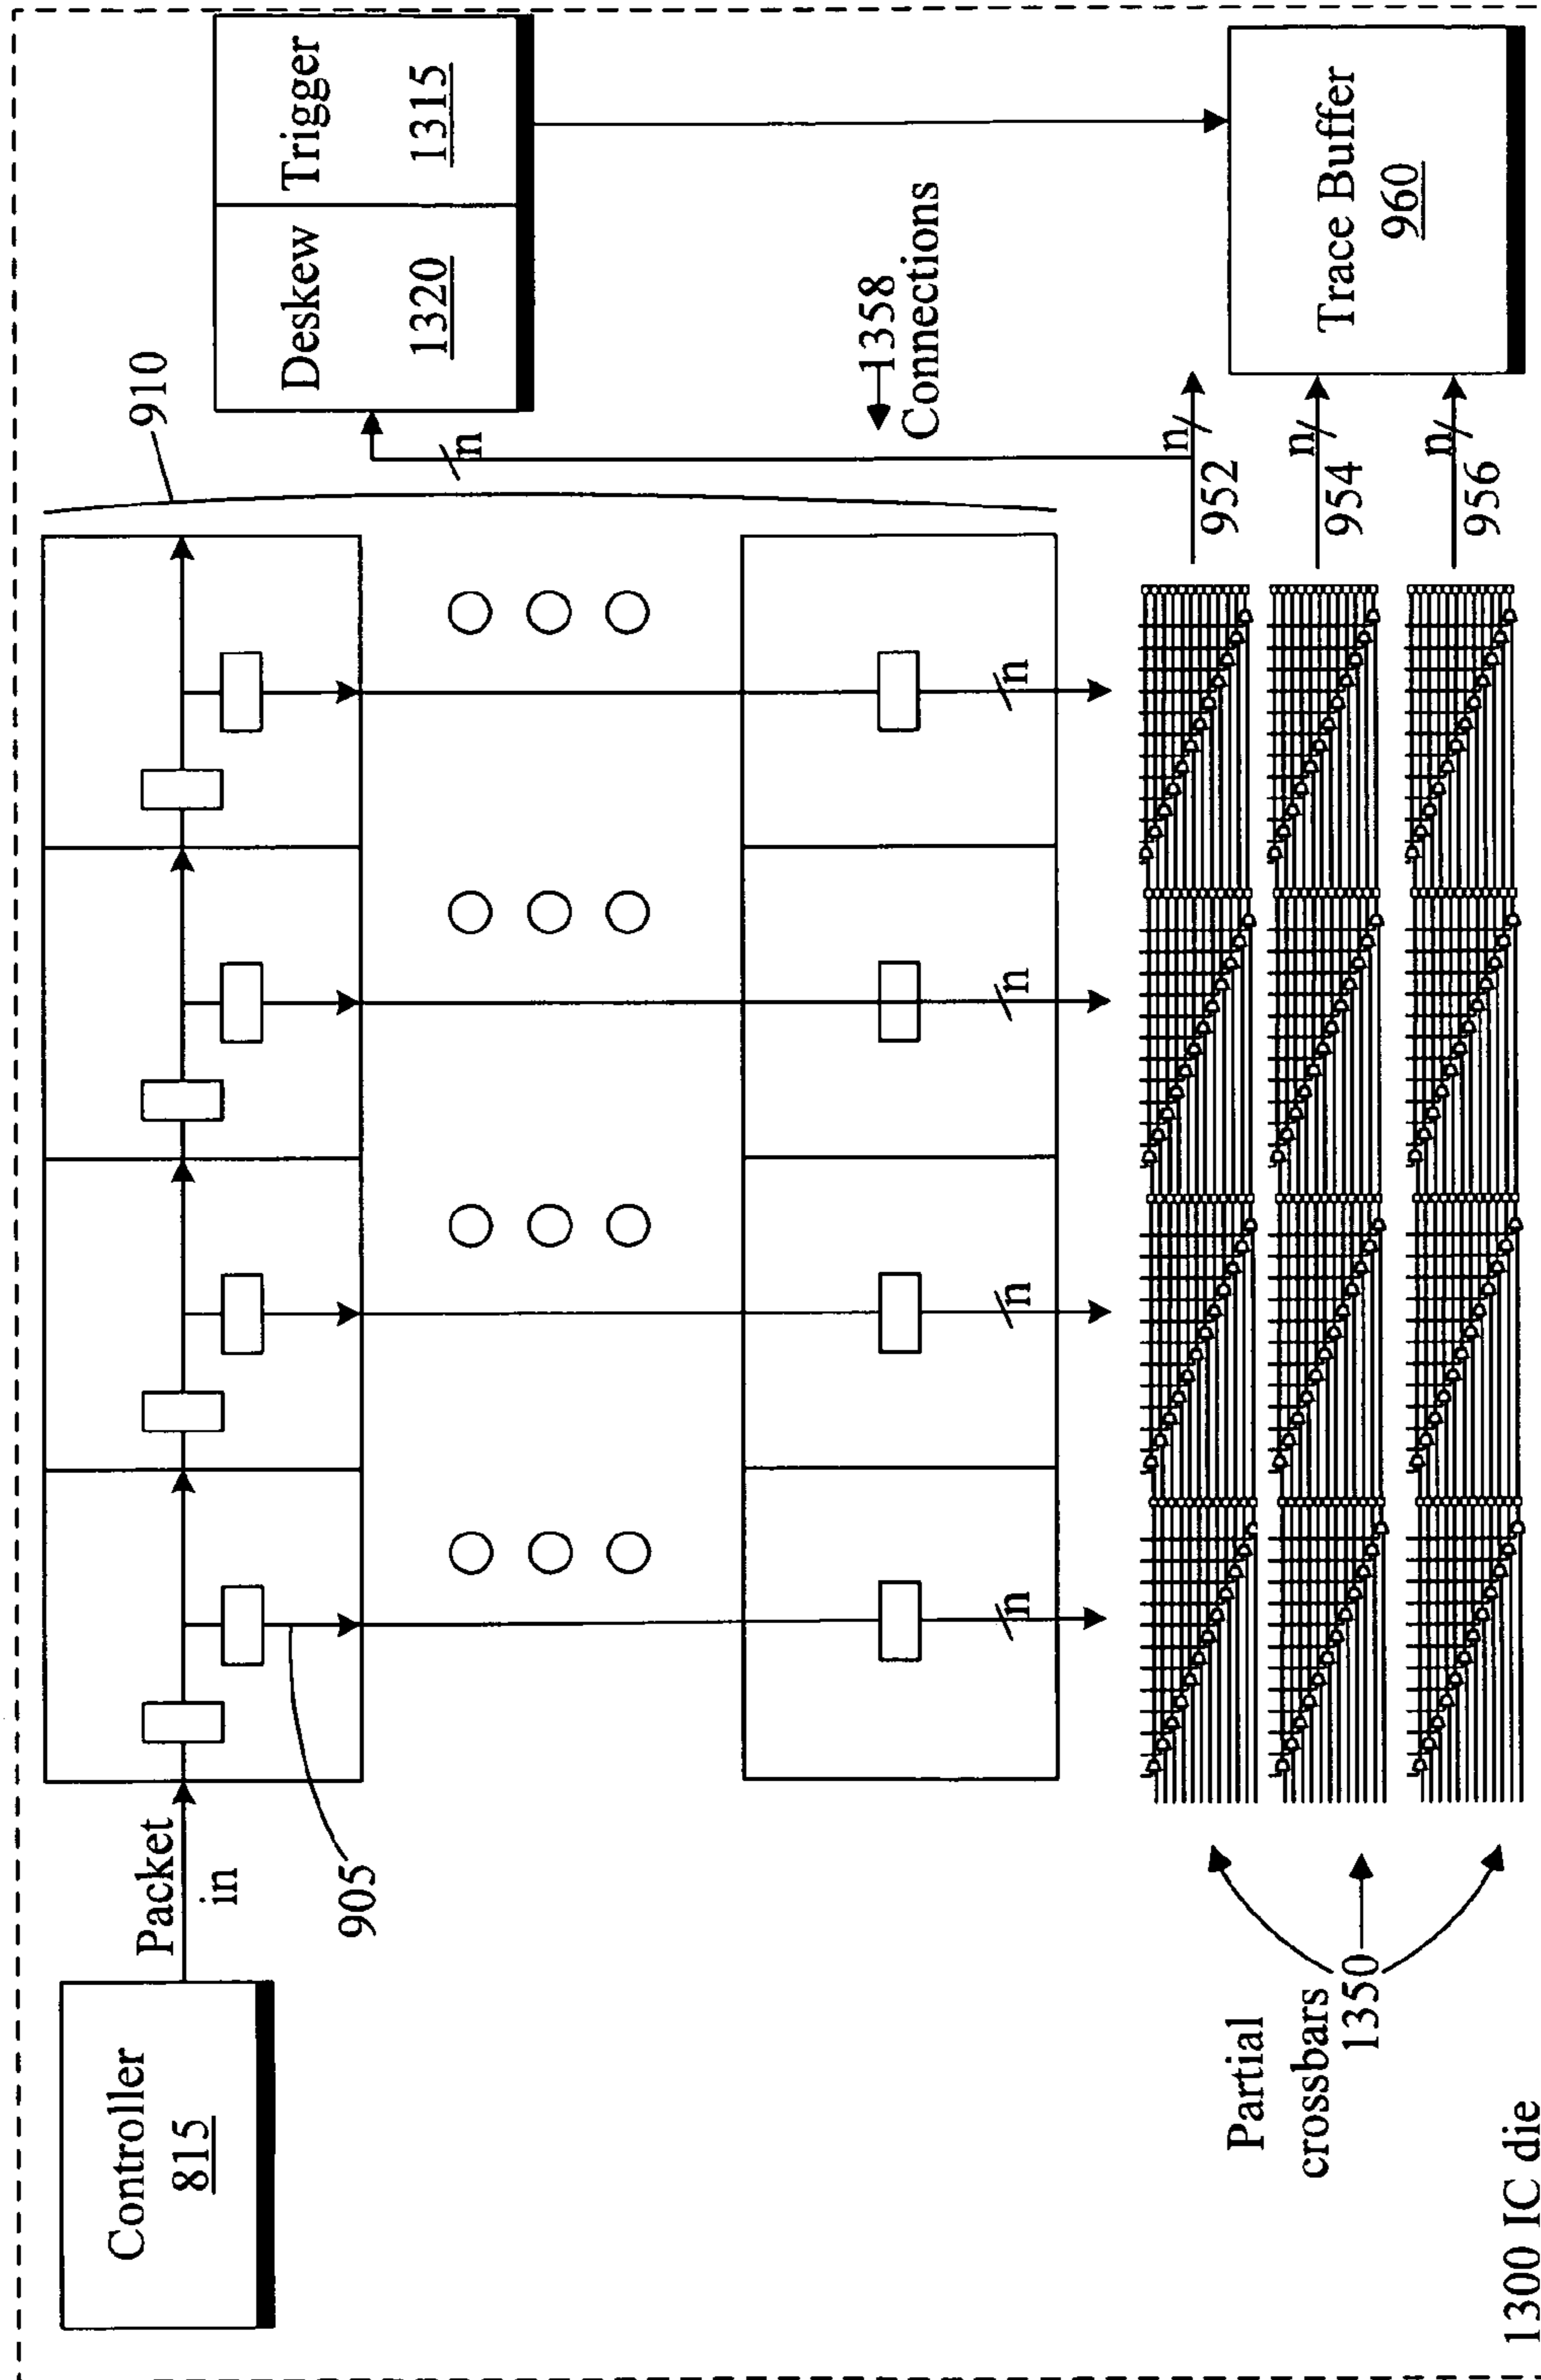 Controller
815
Packet
in
905
910
Deskew
1320
Trigger
1315
1358
Connections
n
n
n
n
n
n
952
n
954
n
956
Trace Buffer
960
Partial
crossbars
1350
1300 IC die
n